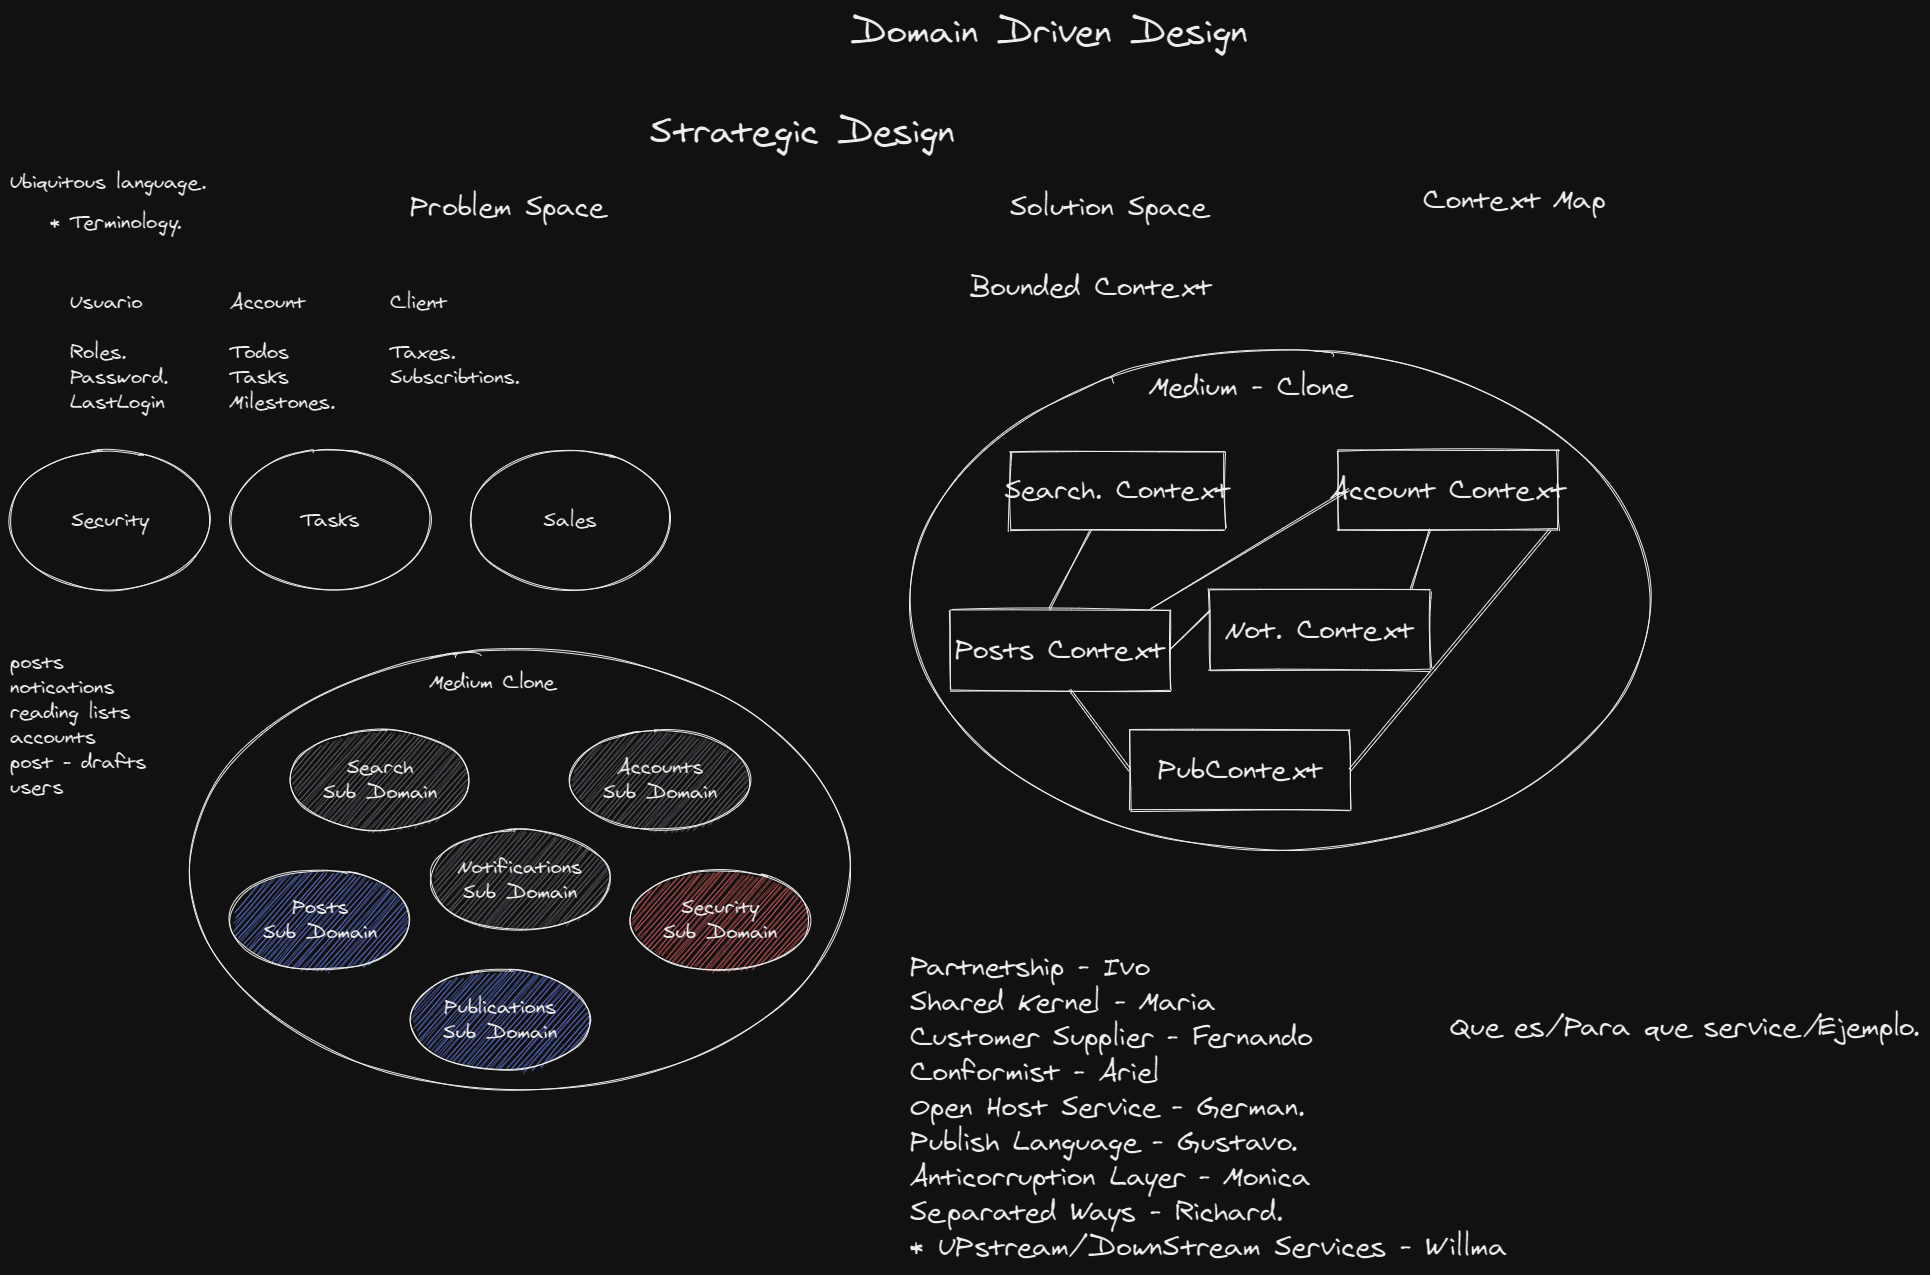 Domain Driven Design
Strategic Design
Ubiquitous language.
* Terminology.
Problem Space
Solution Space
Context Map
Bounded Context
Usuario
Roles.
Password.
LastLogin
Account
Todos
Tasks
Milestones.
Client
Taxes.
Subscribtions.
Security
Tasks
Sales
posts
notications
reading lists
accounts
post - drafts
users
Medium Clone
Search
Sub Domain
Accounts
Sub Domain
Notifications
Sub Domain
Posts
Sub Domain
Security
Sub Domain
Publications
Sub Domain
Medium - Clone
Search. Context
Account Context
Posts Context
Not. Context
PubContext
Partnetship - Ivo
Shared Kernel - Maria
Customer Supplier - Fernando
Conformist - Ariel
Open Host Service - German.
Publish Language - Gustavo.
Anticorruption Layer - Monica
Separated Ways - Richard.
* UPstream/DownStream Services - Willma
Que es/Para que service/Ejemplo.